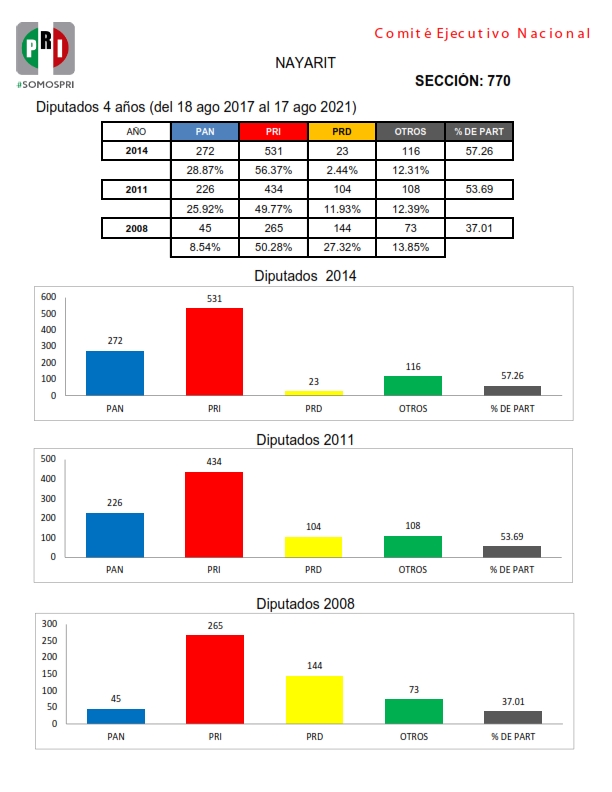 Comité Ejecutivo Nacional
PRI
#SOMOSPRI
NAYARIT
SECCIÓN: 770
Diputados 4 años (del 18 ago 2017 al 17 ago 2021)
AÑO PAN PRI PRD OTROS % DE PART
2014 272 531 23 116 57.26
28.87% 56.37% 2.44% 12.31%
2011 226 434 104 108 53.69
25.92% 49.77% 11.93% 12.39%
2008 45 265 144 73 37.01
8.54% 50.28% 27.32% 13.85%
Diputados 2014
600
500
400
300
200
100
0
272 531 23 116 57.26
PAN PRI PRD OTROS % DE PART
Diputados 2011
500
400
300
200
100
0
226 434 104 108 53.69
PAN PRI PRD OTROS % DE PART
Diputados 2008
300
250
200
150
100
50
0
45 265 144 73 37.01
PAN PRI PRD OTROS % DE PART